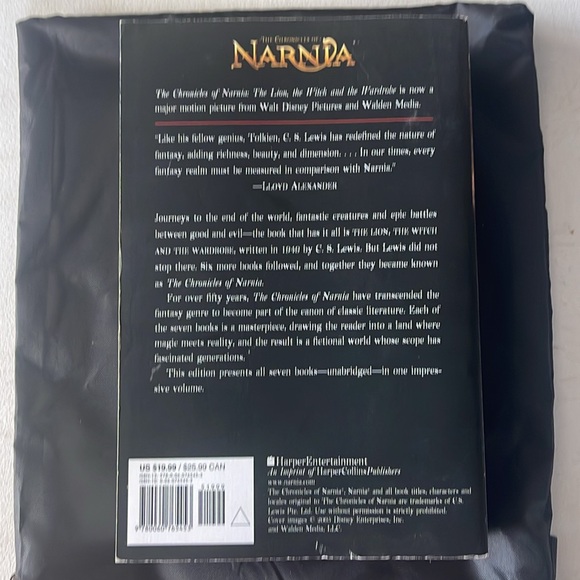 THE CHRONICLES OF
NARNIA
The Chronicles of Narnia: The Lion, the Witch and the Wardrobe is now a
major motion picture from Walt Disney Pictures and Walden Media.
"Like his fellow genius, Tolkien, C. S. Lewis has redefined the nature of
fantasy, adding richness, beauty, and dimension. . . . In our times, every
fantasy realm must be measured in comparison with Narnia."
—LLOYD ALEXANDER
Journeys to the end of the world, fantastic creatures and epic battles
between good and evil—the book that has it all is THE LION, THE WITCH
AND THE WARDROBE, written in 1949 by C. S. Lewis. But Lewis did not
stop there. Six more books followed, and together they became known
as The Chronicles of Narnia.
For over fifty years, The Chronicles of Narnia have transcended the
fantasy genre to become part of the canon of classic literature. Each of
the seven books is a masterpiece, drawing the reader into a land where
magic meets reality, and the result is a fictional world whose scope has
fascinated generations.
This edition presents all seven books—unabridged—in one impres-
sive volume.
US $19.99 / $25.99 CAN
51999
9 780060 765453
HarperEntertainment
An Imprint of HarperCollinsPublishers
www.narnia.com
The Chronicles of Narnia®, Narnia® and all book titles, characters and
locales original to The Chronicles of Narnia are trademarks of C.S.
Lewis Pte. Ltd. Use without permission is strictly prohibited.
Cover images © 2005 Disney Enterprises, Inc.
and Walden Media, LLC.